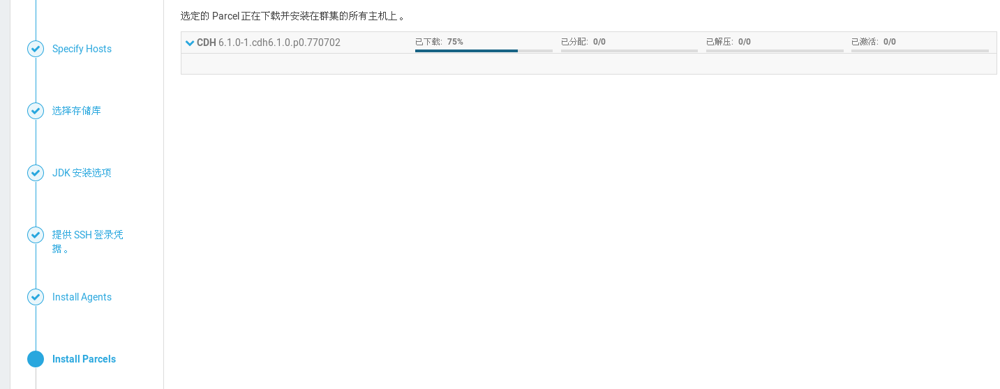 选定的 Parcel 正在下载并安装在群集的所有主机上。
CDH 6.1.0-1.cdh6.1.0.p0.770702 已下载: 75% 已分配: 0/0 已解压: 0/0 已激活: 0/0
Specify Hosts
选择存储库
JDK 安装选项
提供 SSH 登录凭
据。
Install Agents
Install Parcels